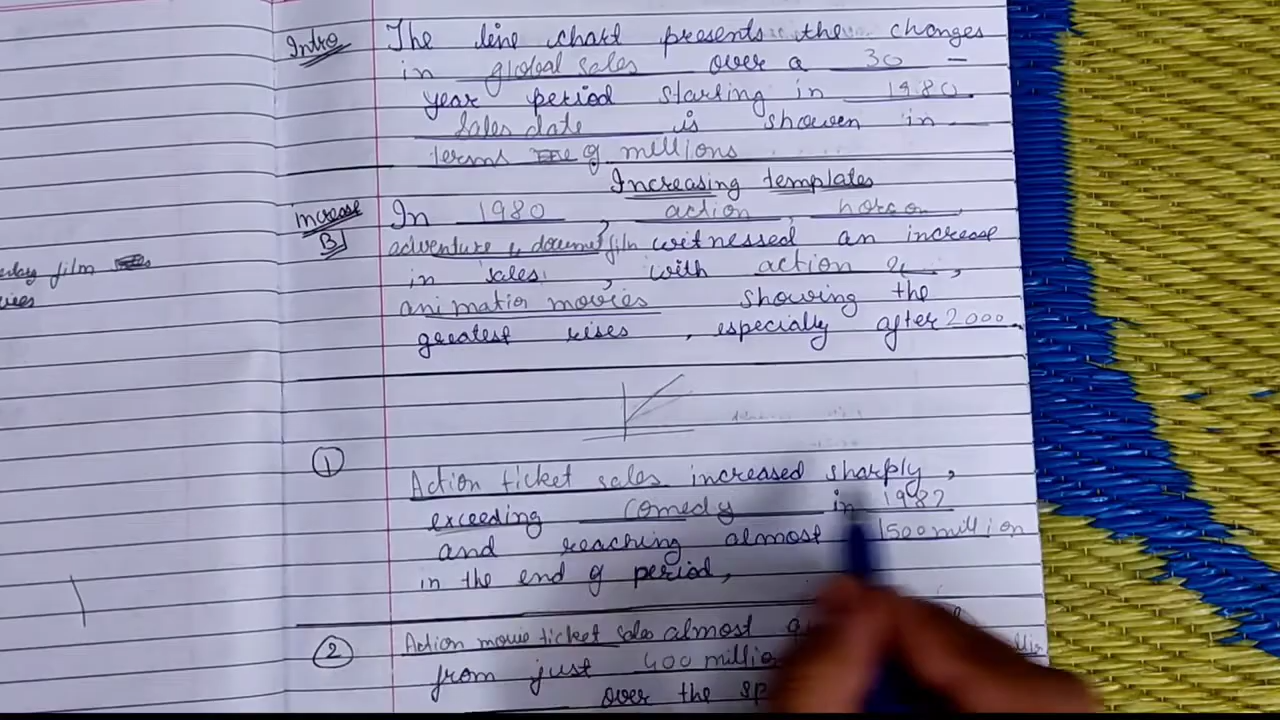 Intro The line chart presents the changes
in global sales over a 30 -
year period starting in 1980.
Sales date is shown in
terms of millions
Increasing templates
Increase In 1980, action, horror,
B] adventure & document film witnessed an increase
in sales, with action &,
film
animation movies showing the
greatest rises, especially after 2000.
① Action ticket sales increased sharply,
exceeding comedy in 1987
and reaching almost 1500 million
in the end of period,
② Action movie ticket sales almost
from just 400 million
over the